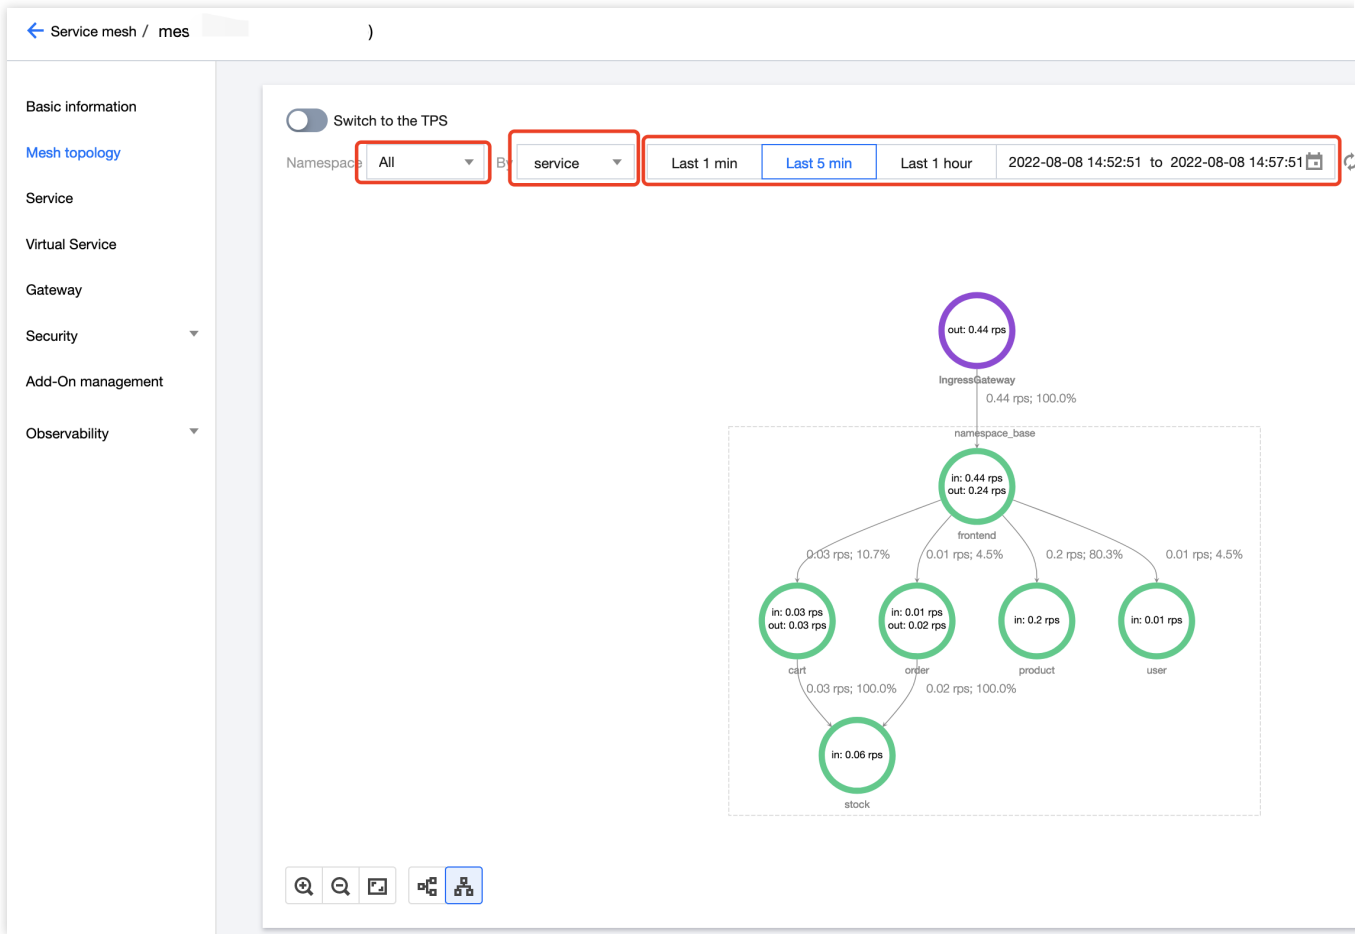 Service mesh / mes )
Basic information
Mesh topology
Service
Virtual Service
Gateway
Security
Add-On management
Observability
Switch to the TPS
Namespace All By service Last 1 min Last 5 min Last 1 hour 2022-08-08 14:52:51 to 2022-08-08 14:57:51
out: 0.44 rps
IngressGateway
0.44 rps; 100.0%
namespace_base
in: 0.44 rps
out: 0.24 rps
frontend
0.03 rps; 10.7% 0.01 rps; 4.5% 0.2 rps; 80.3% 0.01 rps; 4.5%
in: 0.03 rps
out: 0.03 rps
in: 0.01 rps
out: 0.02 rps
in: 0.2 rps
in: 0.01 rps
cart order product user
0.03 rps; 100.0% 0.02 rps; 100.0%
in: 0.06 rps
stock